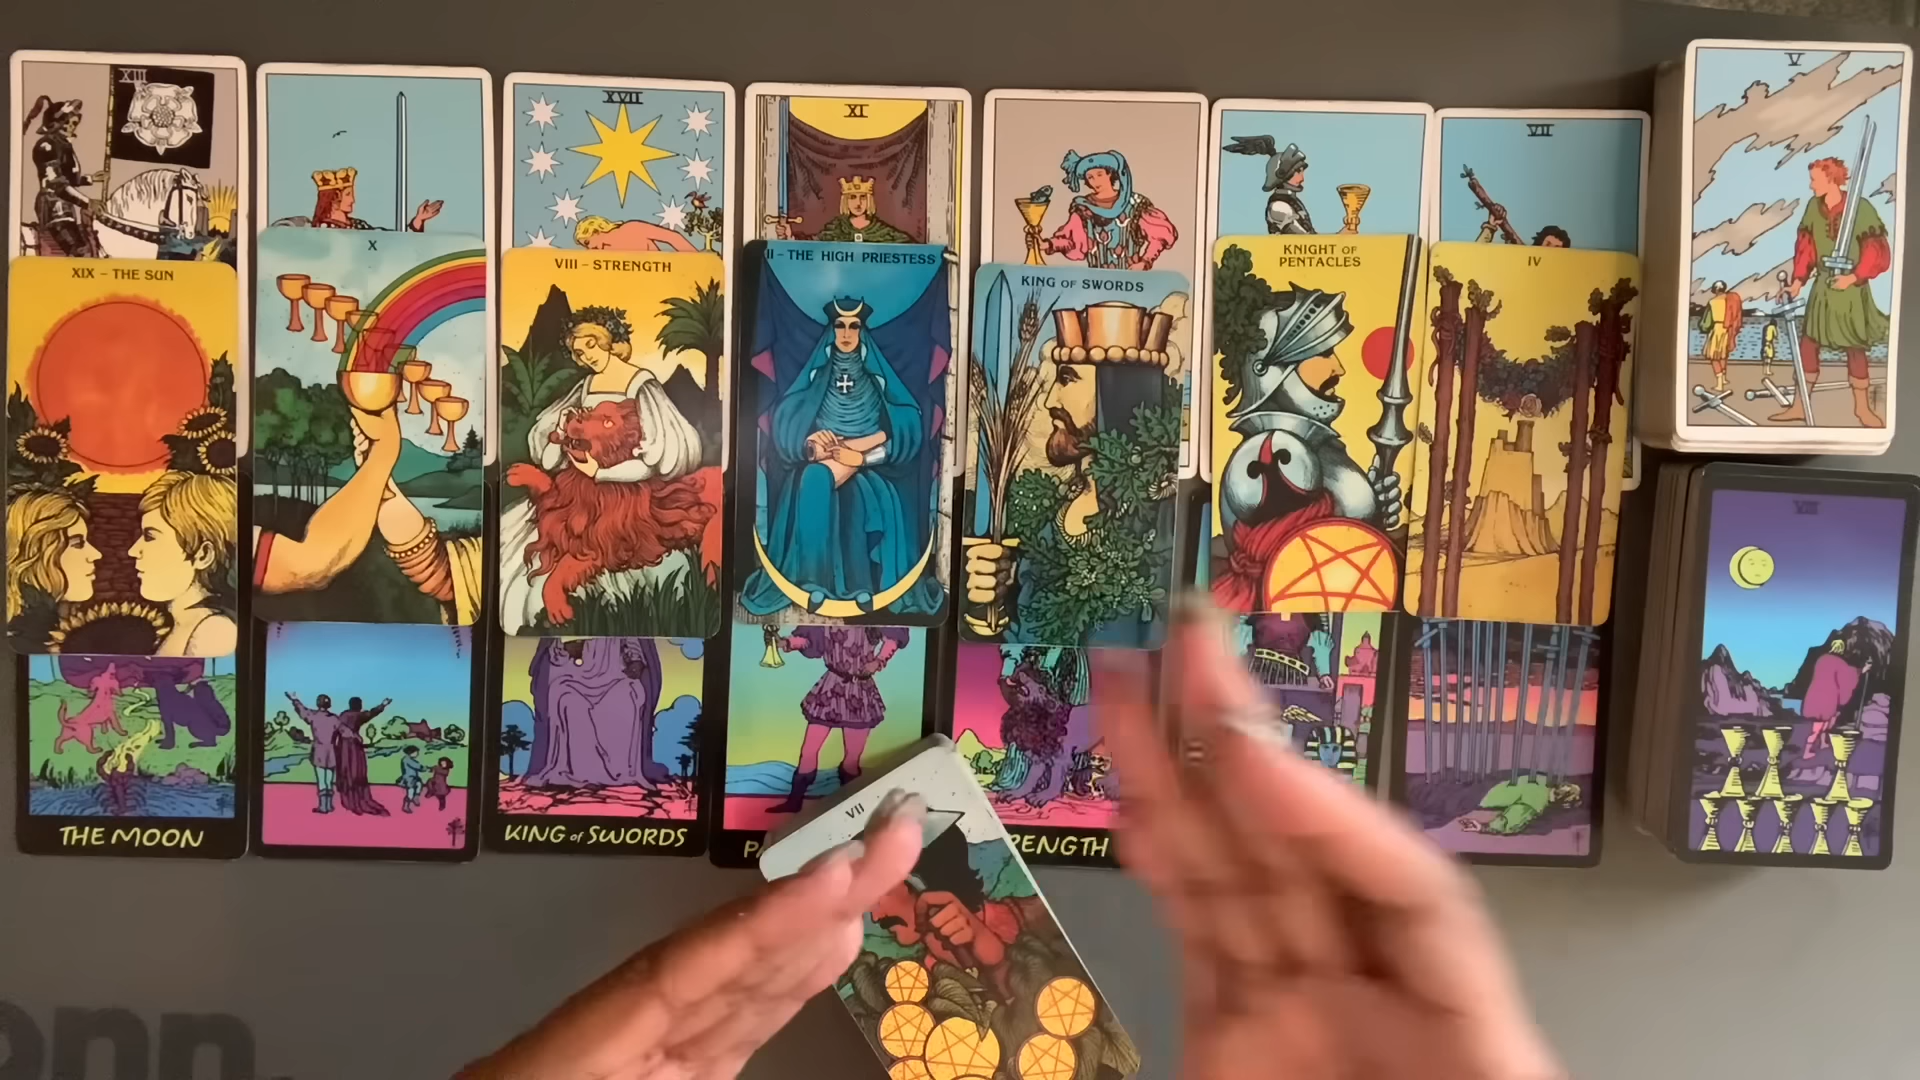 XIII
XVII
XI
VII
V
XIX – THE SUN
X
VIII – STRENGTH
II – THE HIGH PRIESTESS
KING OF SWORDS
KNIGHT OF
PENTACLES
IV
VIII
THE MOON
KING of SWORDS
VII